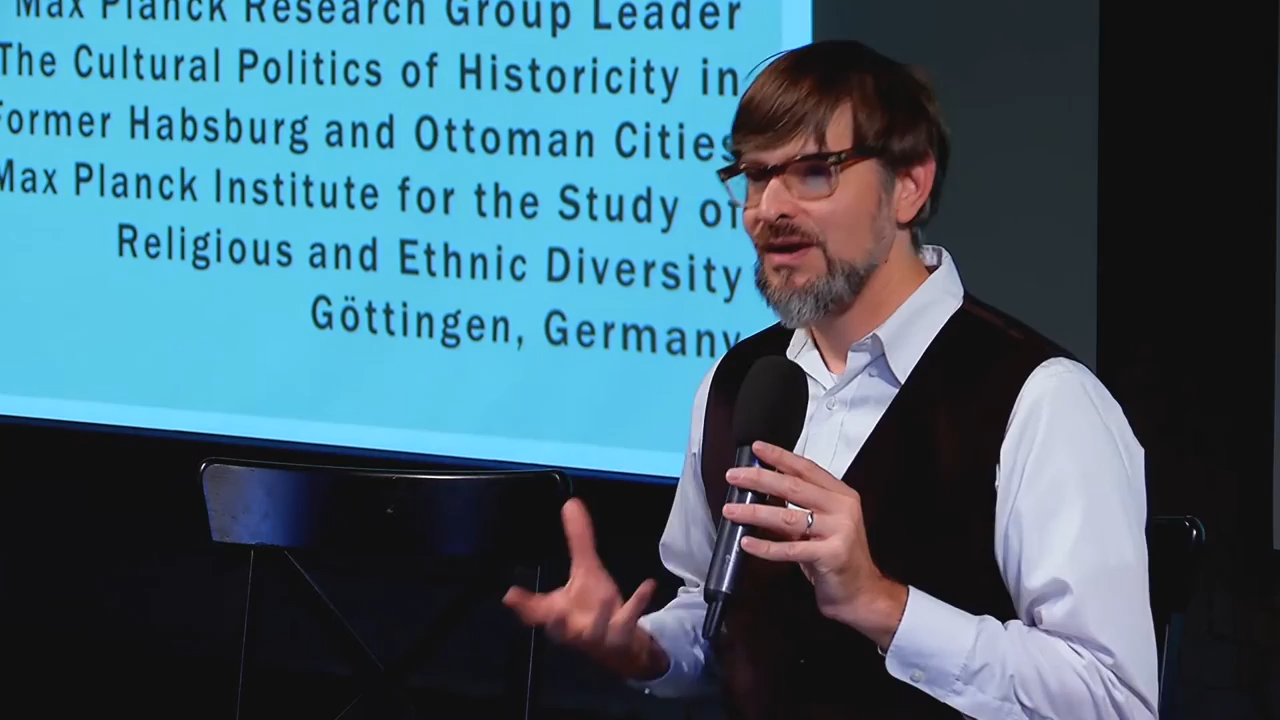 Max Planck Research Group Leader
The Cultural Politics of Historicity in
Former Habsburg and Ottoman Cities
Max Planck Institute for the Study of
Religious and Ethnic Diversity
Göttingen, Germany